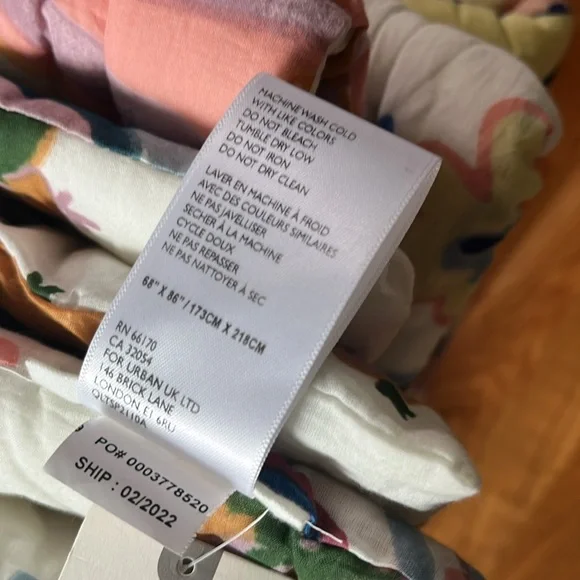 MACHINE WASH COLD
WITH LIKE COLORS
DO NOT BLEACH
TUMBLE DRY LOW
DO NOT IRON
DO NOT DRY CLEAN
LAVER EN MACHINE À FROID
AVEC DES COULEURS SIMILAIRES
NE PAS JAVELLISER
SECHER À LA MACHINE
CYCLE DOUX
NE PAS REPASSER
NE PAS NATTOYER À SEC
68" X 86"/173CM X 218CM
RN 66170
CA 32054
FOR URBAN UK LTD
146 BRICK LANE
LONDON E1 6RU
QLTSP2110A
PO# 0003778520
SHIP : 02/2022